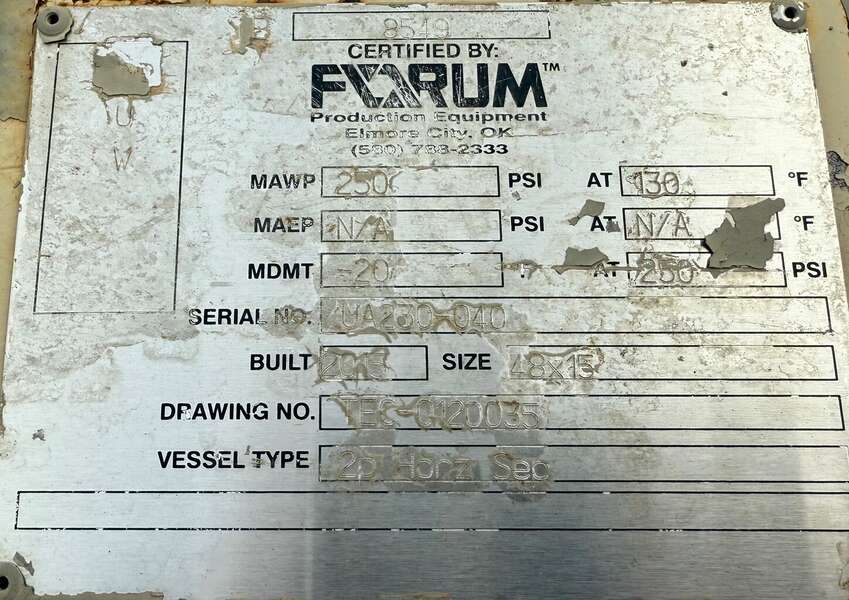 8549
CERTIFIED BY:
FORUM™
Production Equipment
Elmore City, OK
(580) 788-2333
U
W
MAWP 250 PSI AT 130 °F
MAEP N/A PSI AT N/A °F
MDMT -20 AT 250 PSI
SERIAL NO.
BUILT 2013 SIZE 48x15
DRAWING NO. TEC-0120035
VESSEL TYPE 2p Horz Sep